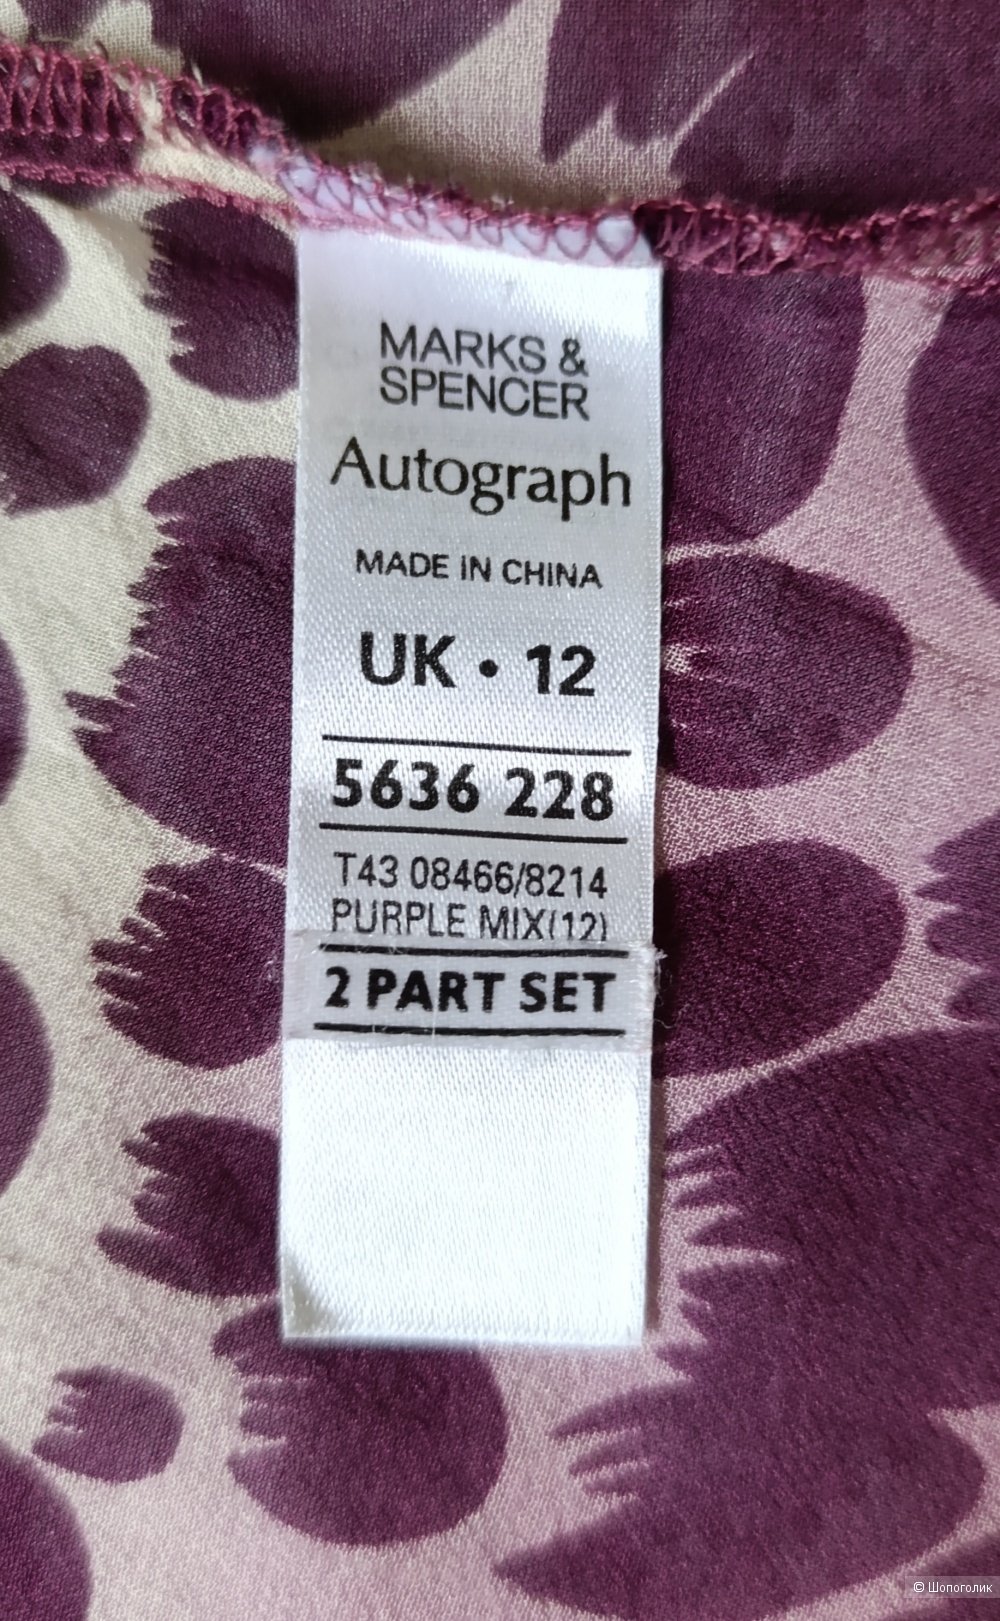 MARKS &
SPENCER
Autograph
MADE IN CHINA
UK • 12
5636 228
T43 08466/8214
PURPLE MIX(12)
2 PART SET
© Шопоголик